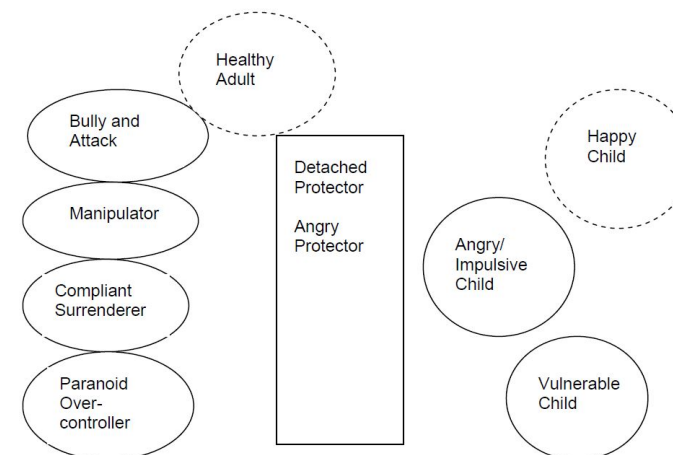 Healthy
Adult
Bully and
Attack
Happy
Child
Detached
Protector
Manipulator
Angry
Protector
Angry/
Impulsive
Child
Compliant
Surrenderer
Paranoid
Over-
controller
Vulnerable
Child